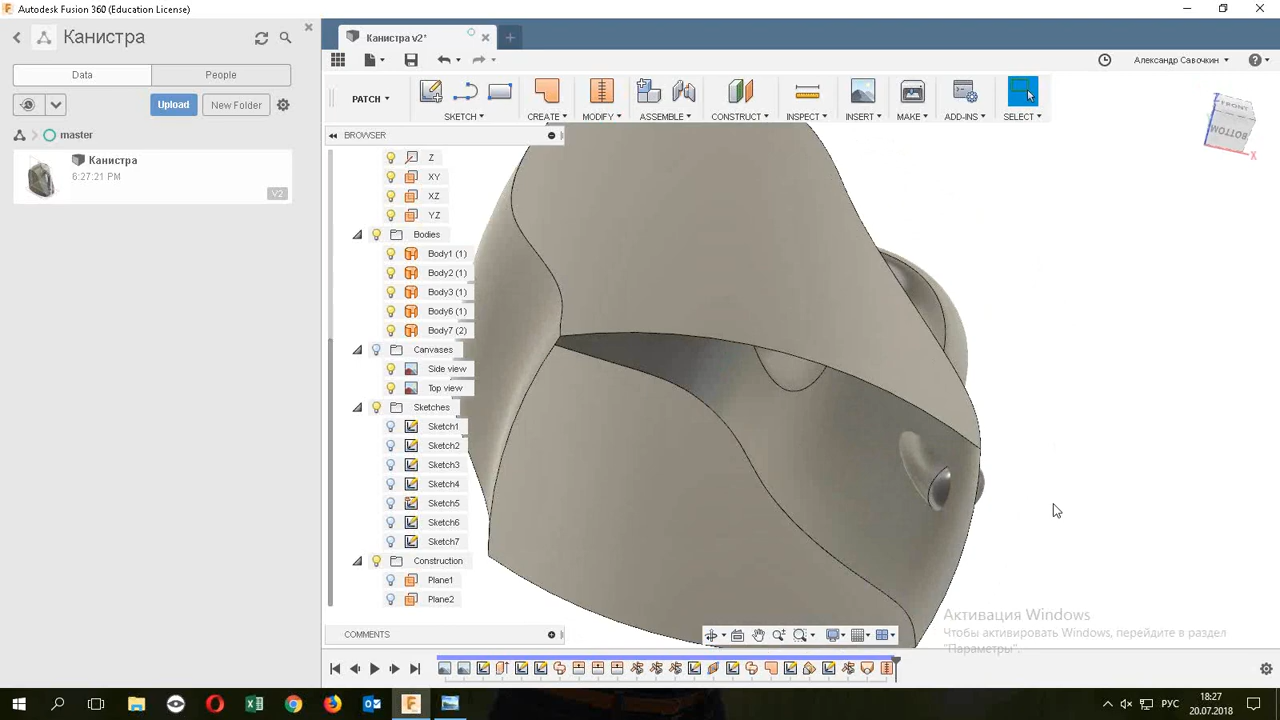 Autodesk Fusion 360 (Education License)
Канистра
Data
People
Upload
New Folder
master
Канистра
6:27:21 PM
V2
Канистра v2*
Александр Савочкин
PATCH
SKETCH
CREATE
MODIFY
ASSEMBLE
CONSTRUCT
INSPECT
INSERT
MAKE
ADD-INS
SELECT
BROWSER
Z
XY
XZ
YZ
Bodies
Body1 (1)
Body2 (1)
Body3 (1)
Body6 (1)
Body7 (2)
Canvases
Side view
Top view
Sketches
Sketch1
Sketch2
Sketch3
Sketch4
Sketch5
Sketch6
Sketch7
Construction
Plane1
Plane2
FRONT
BOTTOM
X
Z
COMMENTS
Активация Windows
Чтобы активировать Windows, перейдите в раздел
"Параметры".
РУС
18:27
20.07.2018